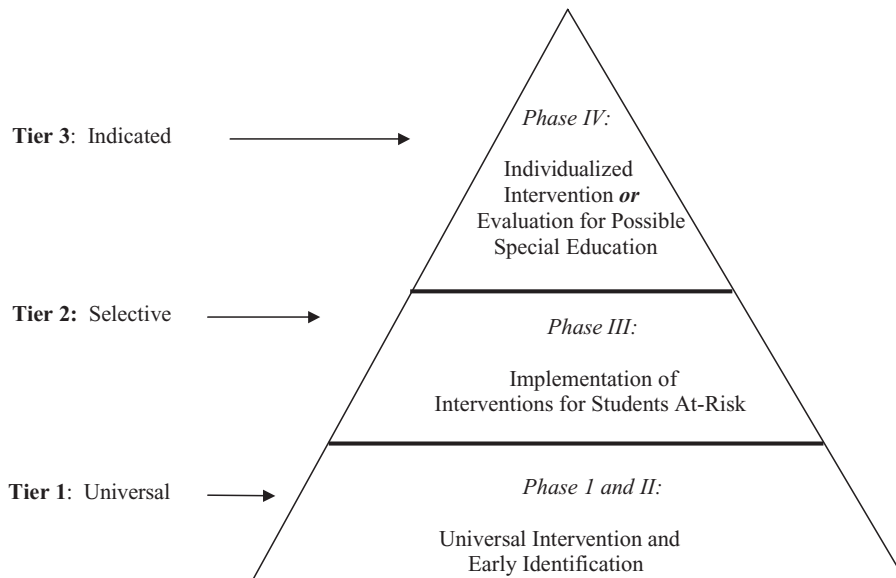 Phase IV:
Tier 3: Indicated
Individualized
Intervention or
Evaluation for Possible
Special Education
Tier 2: Selective
Phase III:
Implementation of
Interventions for Students At-Risk
Tier 1: Universal
Phase 1 and II:
Universal Intervention and
Early Identification